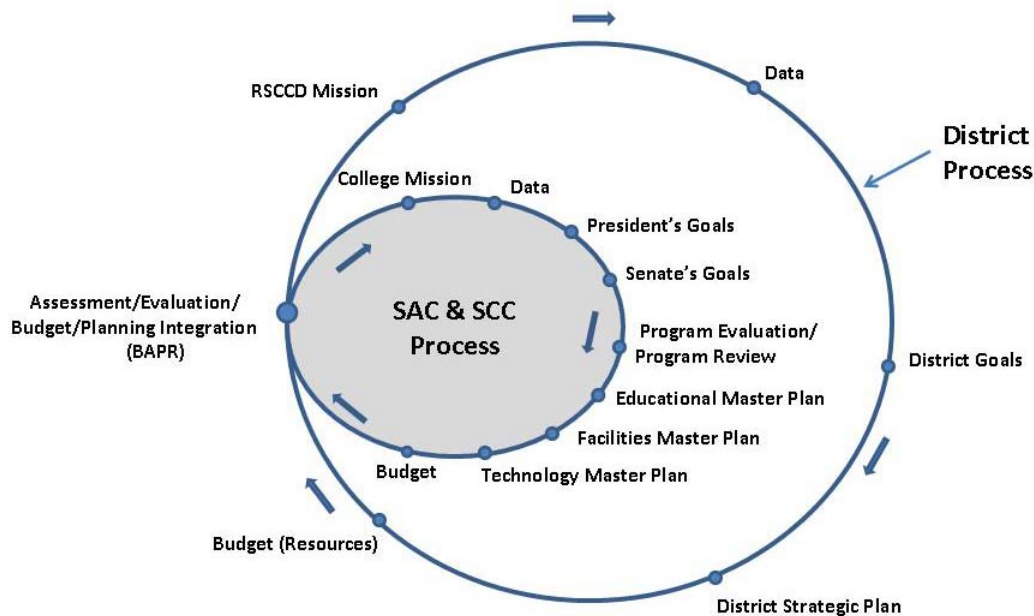 RSCCD Mission
Data
District
Process
College Mission
Data
President's Goals
Senate's Goals
Assessment/Evaluation/
Budget/Planning Integration
(BAPR)
SAC & SCC
Process
Program Evaluation/
Program Review
District Goals
Educational Master Plan
Facilities Master Plan
Budget
Technology Master Plan
Budget (Resources)
District Strategic Plan